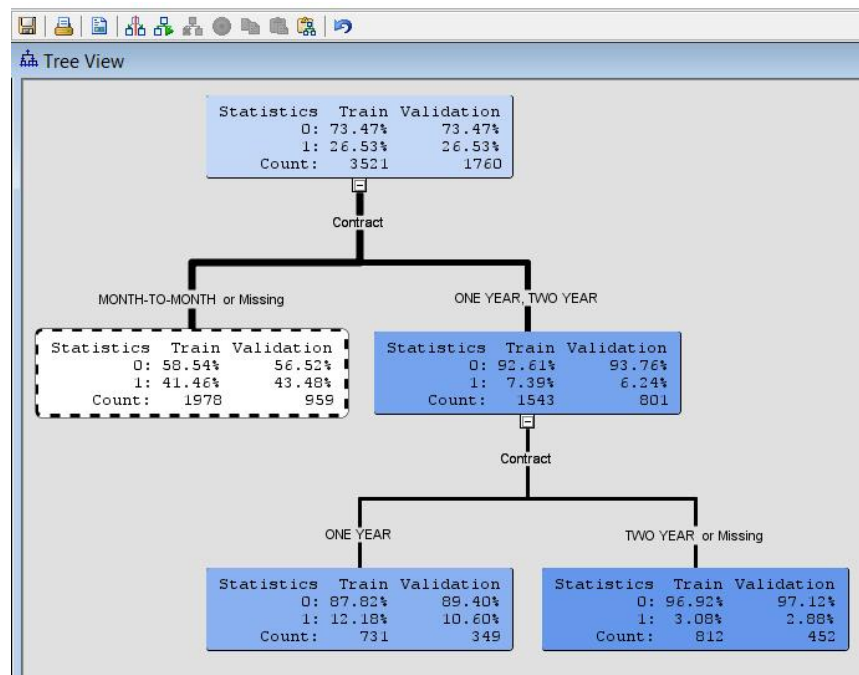 Tree View
Statistics Train Validation
0: 73.47% 73.47%
1: 26.53% 26.53%
Count: 3521 1760
Contract
MONTH-TO-MONTH or Missing
ONE YEAR, TWO YEAR
Statistics Train Validation
0: 58.54% 56.52%
1: 41.46% 43.48%
Count: 1978 959
Statistics Train Validation
0: 92.61% 93.76%
1: 7.39% 6.24%
Count: 1543 801
Contract
ONE YEAR
TWO YEAR or Missing
Statistics Train Validation
0: 87.82% 89.40%
1: 12.18% 10.60%
Count: 731 349
Statistics Train Validation
0: 96.92% 97.12%
1: 3.08% 2.88%
Count: 812 452